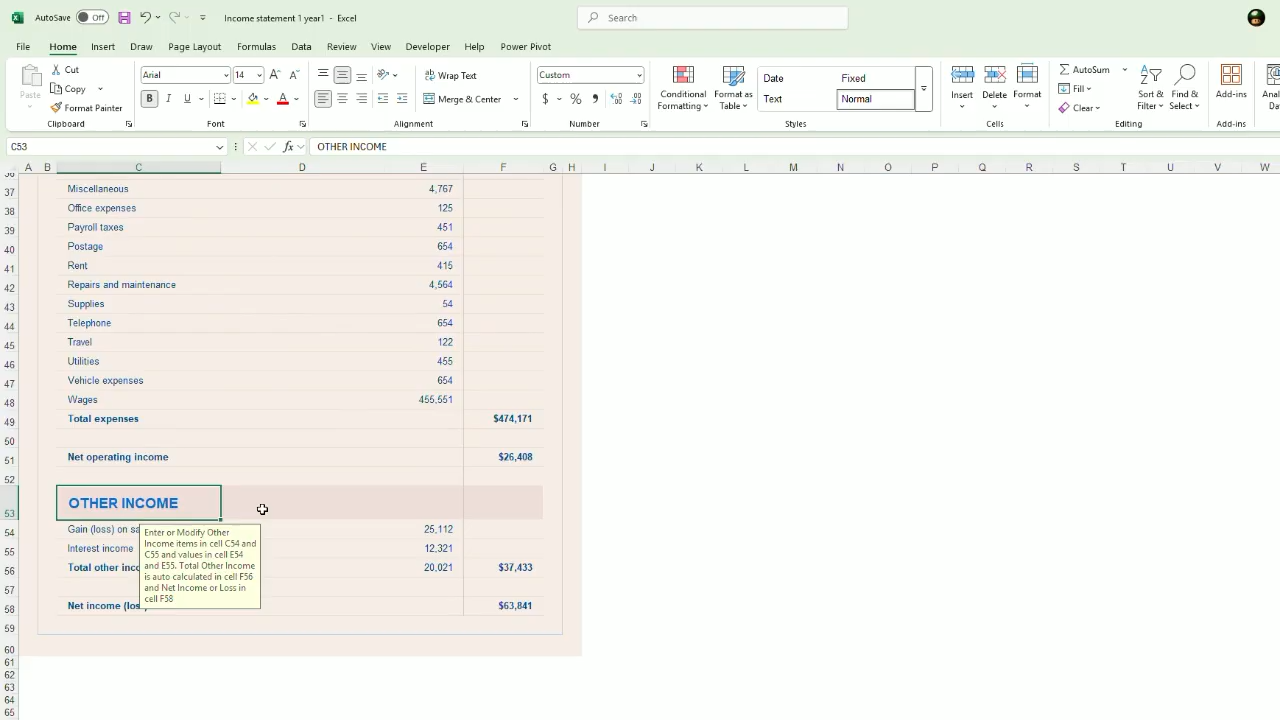 AutoSave Off Income statement 1 year1 - Excel Search
File Home Insert Draw Page Layout Formulas Data Review View Developer Help Power Pivot
Paste
Cut
Copy
Format Painter
Clipboard
Arial 14
B I U
Font
Wrap Text
Merge & Center
Alignment
Custom
$ % ,
Number
Conditional Formatting
Format as Table
Date Fixed
Text Normal
Styles
Insert Delete Format
Cells
AutoSum
Fill
Clear
Sort & Filter
Find & Select
Editing
Add-ins
Add-ins
C53 fx OTHER INCOME
A B C D E F G H I J K L M N O P Q R S T U V W
37 Miscellaneous 4,767
38 Office expenses 125
39 Payroll taxes 451
40 Postage 654
41 Rent 415
42 Repairs and maintenance 4,564
43 Supplies 54
44 Telephone 654
45 Travel 122
46 Utilities 455
47 Vehicle expenses 654
48 Wages 455,551
49 Total expenses $474,171
50
51 Net operating income $26,408
52
53 OTHER INCOME
54 Gain (loss) on sa 25,112
55 Interest income 12,321
56 Total other inco 20,021 $37,433
57
58 Net income (los $63,841
59
60
61
62
63
64
65
Enter or Modify Other
Income items in cell C54 and
C55 and values in cell E54
and E55. Total Other Income
is auto calculated in cell F56
and Net Income or Loss in
cell F58